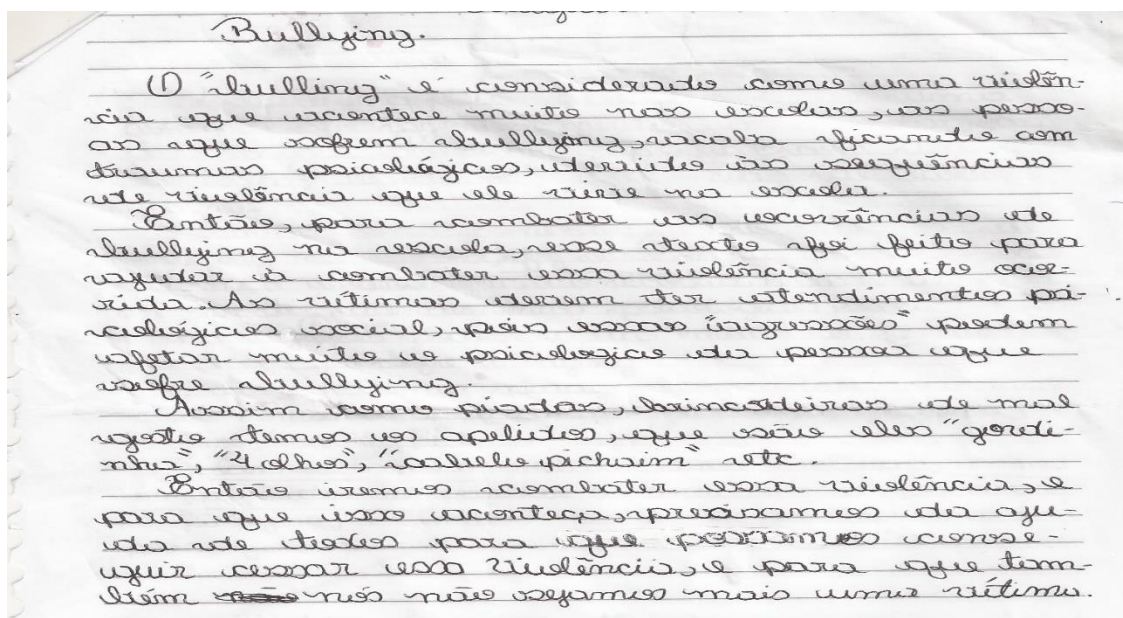 Bullying.
O "bulling" é considerado como uma violên-
cia que acontece muito nas escolas, as pesso-
as que sofrem bullying, acaba ficando com
traumas psicológicos, devido às sequências
de violência que ele vive na escola.
Então, para combater as ocorrências de
bullying na escola, esse texto foi feito para
ajudar à combater essa violência muito ocor-
rida. As vítimas devem ter atendimentos psi-
cológicos social, pois essas "agressões" podem
afetar muito o psicologico da pessoa que
sofre bullying.
Assim como piadas, brincadeiras de mal
gosto temos os apelidos, que são eles "gordi-
nho", "4 olhos", "cabelo pichaim" etc.
Então iremos combater essa violência, e
para que isso aconteça, precisamos da aju-
da de todos para que possamos conse-
guir cessar essa violência, e para que tam-
bém nós não sejamos mais uma vítima.